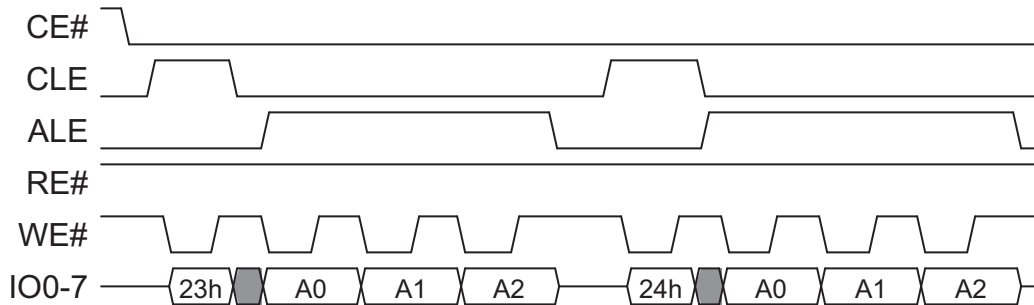 CE#
CLE
ALE
RE#
WE#
IO0-7 23h A0 A1 A2 24h A0 A1 A2